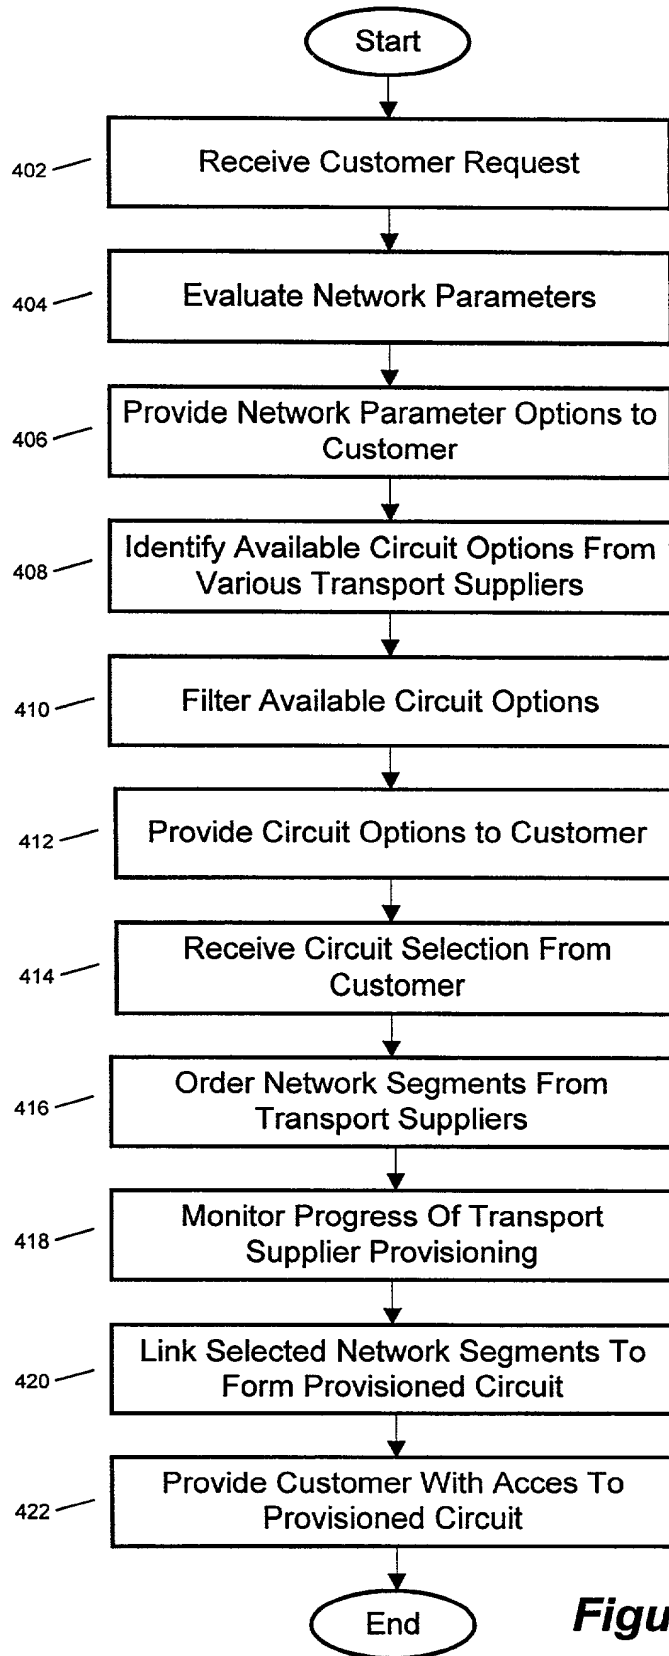 Start
402
Receive Customer Request
404
Evaluate Network Parameters
406
Provide Network Parameter Options to
Customer
408
Identify Available Circuit Options From
Various Transport Suppliers
410
Filter Available Circuit Options
412
Provide Circuit Options to Customer
414
Receive Circuit Selection From
Customer
416
Order Network Segments From
Transport Suppliers
418
Monitor Progress Of Transport
Supplier Provisioning
420
Link Selected Network Segments To
Form Provisioned Circuit
422
Provide Customer With Acces To
Provisioned Circuit
End
Figu